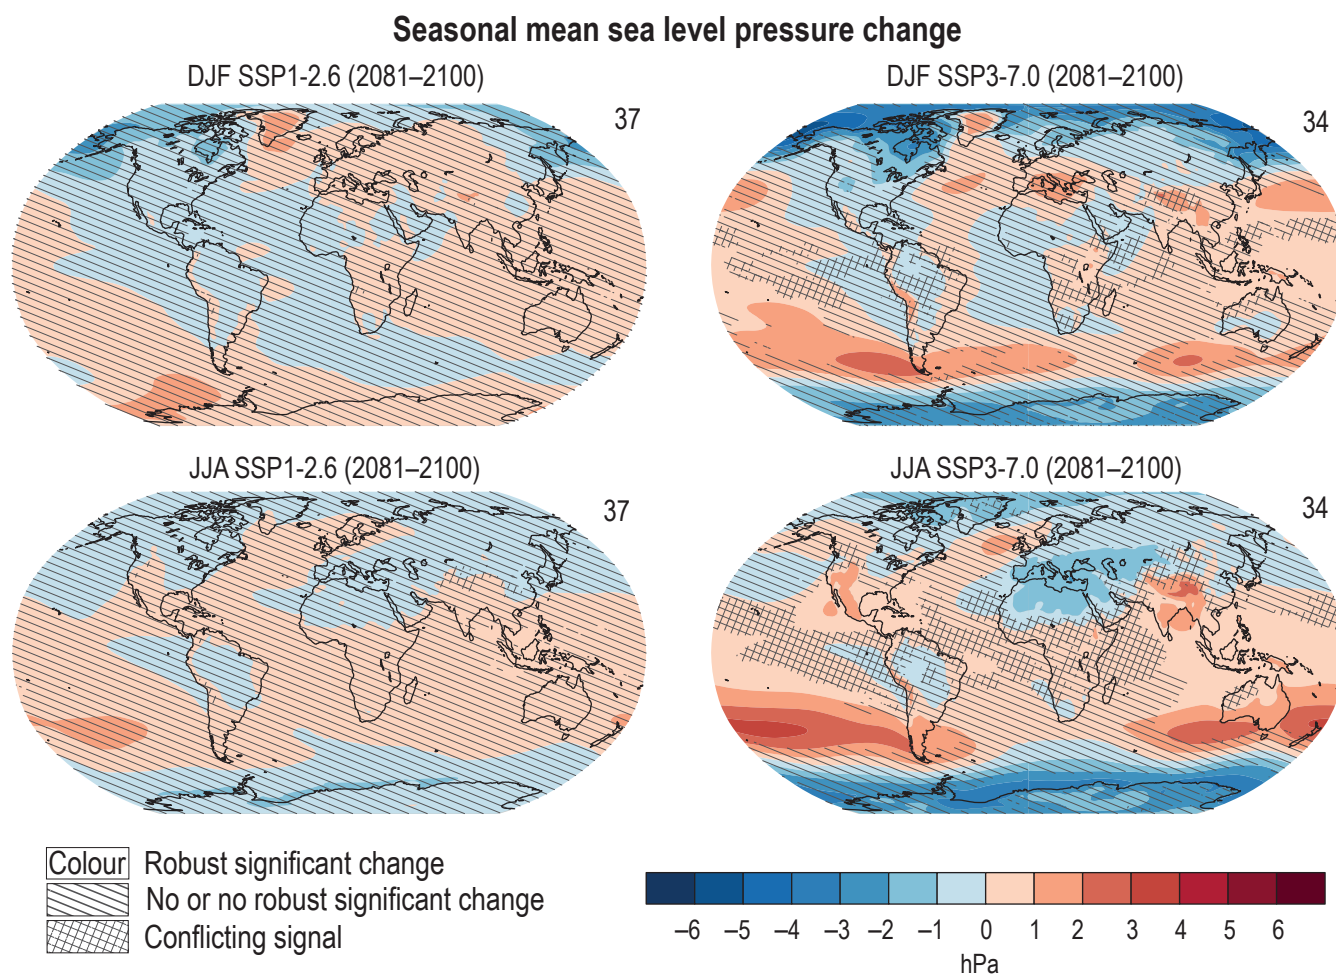 Seasonal mean sea level pressure change
DJF SSP1-2.6 (2081–2100)
DJF SSP3-7.0 (2081–2100)
37
34
JJA SSP1-2.6 (2081–2100)
JJA SSP3-7.0 (2081–2100)
37
34
Colour Robust significant change
No or no robust significant change
Conflicting signal
–6 –5 –4 –3 –2 –1 0 1 2 3 4 5 6
hPa